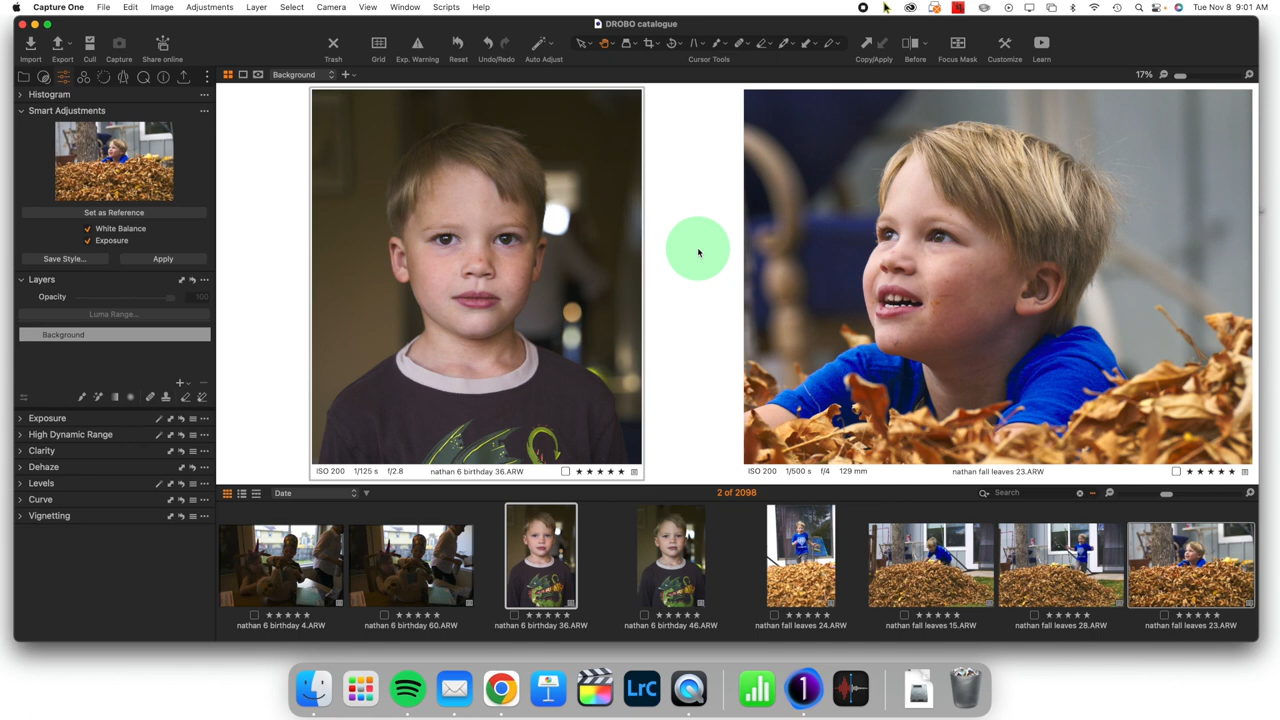 Capture One File Edit Image Adjustments Layer Select Camera View Window Scripts Help Tue Nov 8 9:01 AM
DROBO catalogue
Import Export Cull Capture Share online Trash Grid Exp. Warning Reset Undo/Redo Auto Adjust Cursor Tools Copy/Apply Before Focus Mask Customize Learn
Background 17%
Histogram
Smart Adjustments
Set as Reference
White Balance
Exposure
Save Style... Apply
Layers
Opacity 100
Luma Range...
Background
Exposure
High Dynamic Range
Clarity
Dehaze
Levels
Curve
Vignetting
ISO 200 1/125 s f/2.8 nathan 6 birthday 36.ARW
ISO 200 1/500 s f/4 129 mm nathan fall leaves 23.ARW
Date 2 of 2098 Search
nathan 6 birthday 4.ARW nathan 6 birthday 60.ARW nathan 6 birthday 36.ARW nathan 6 birthday 46.ARW nathan fall leaves 24.ARW nathan fall leaves 15.ARW nathan fall leaves 28.ARW nathan fall leaves 23.ARW
LrC 1